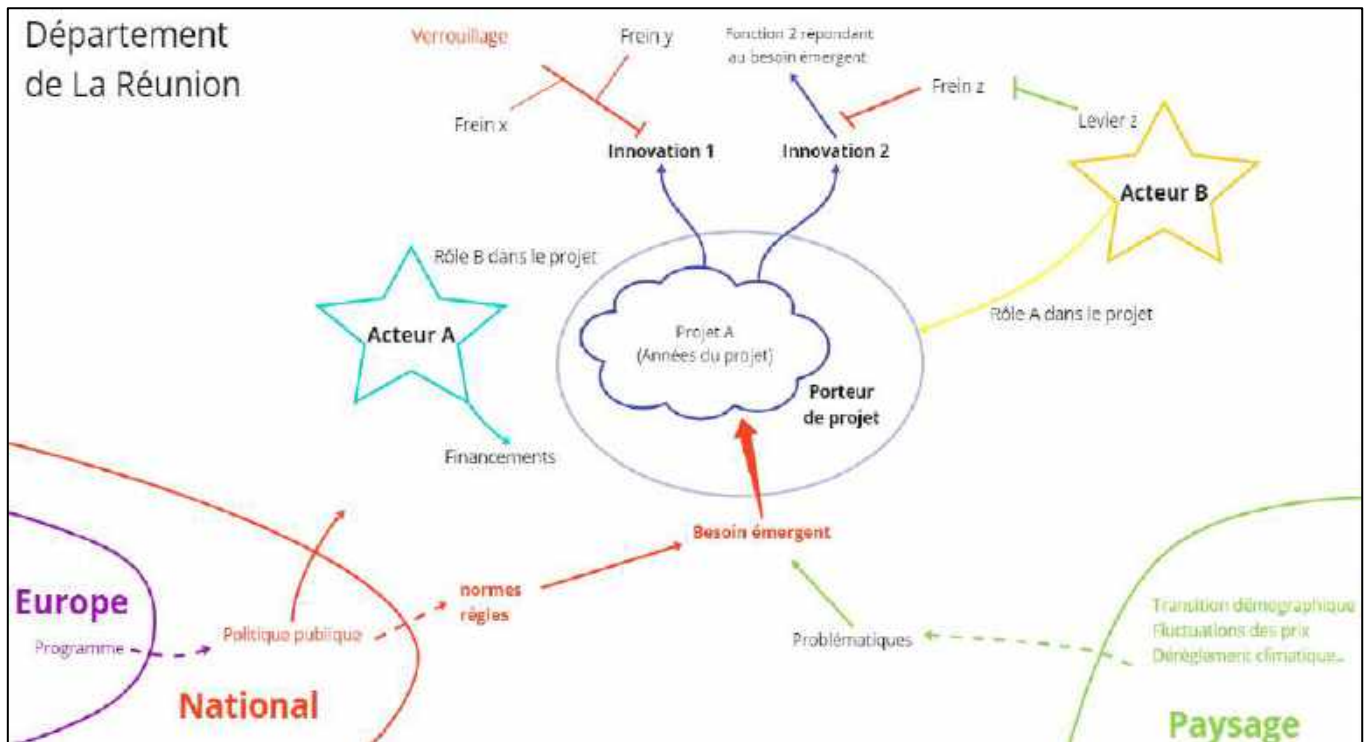 Département
de La Réunion
Verrouillage
Frein y
Fonction 2 répondant
au besoin émergent
Frein x
Frein z
Levier z
Innovation 1
Innovation 2
Acteur B
Rôle B dans le projet
Acteur A
Projet A
(Années du projet)
Rôle A dans le projet
Porteur
de projet
Financements
Besoin émergent
normes
règles
Europe
Programme
Politique publique
National
Problématiques
Transition démographique
Fluctuations des prix
Dérèglement climatique...
Paysage